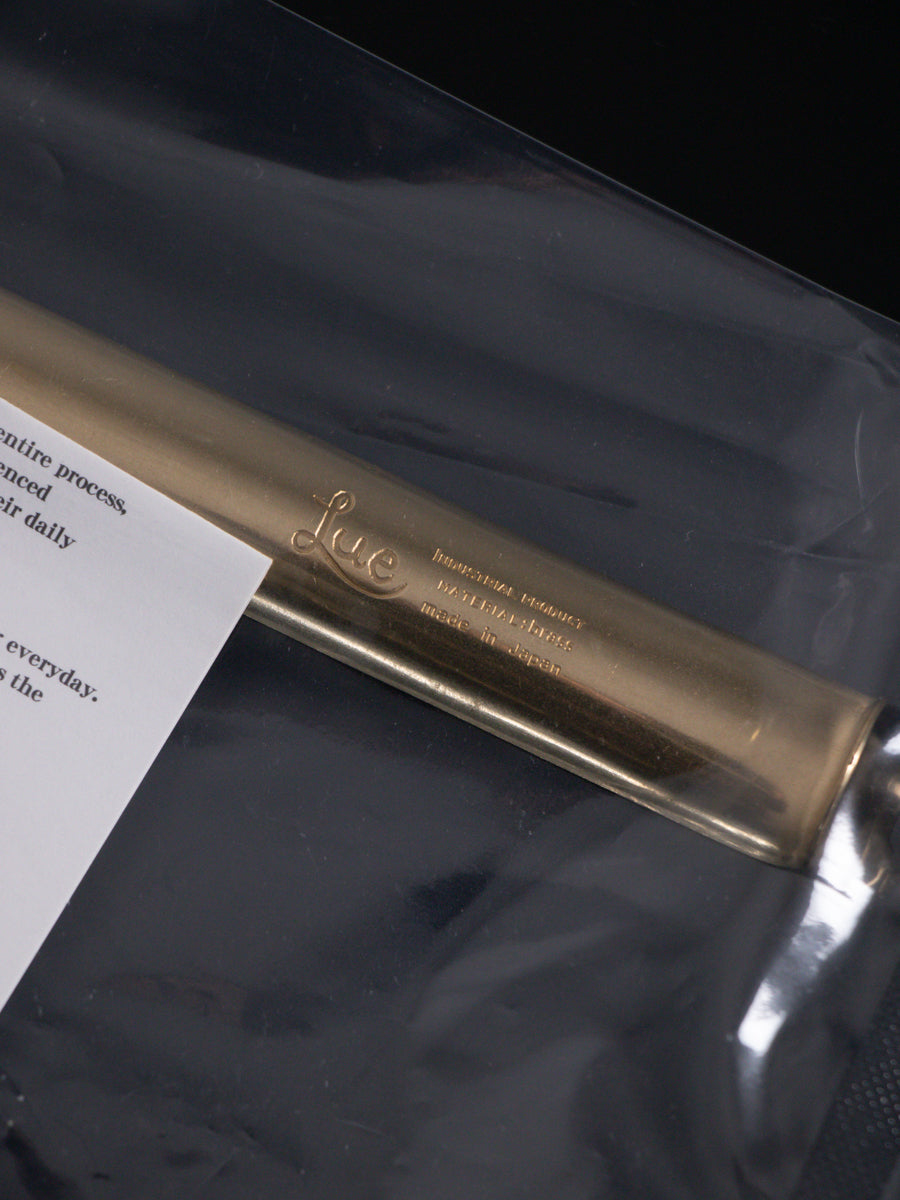 entire process,
enced
eir daily
everyday.
s the
Lue
INDUSTRIAL PRODUCT
MATERIAL:brass
made in Japan